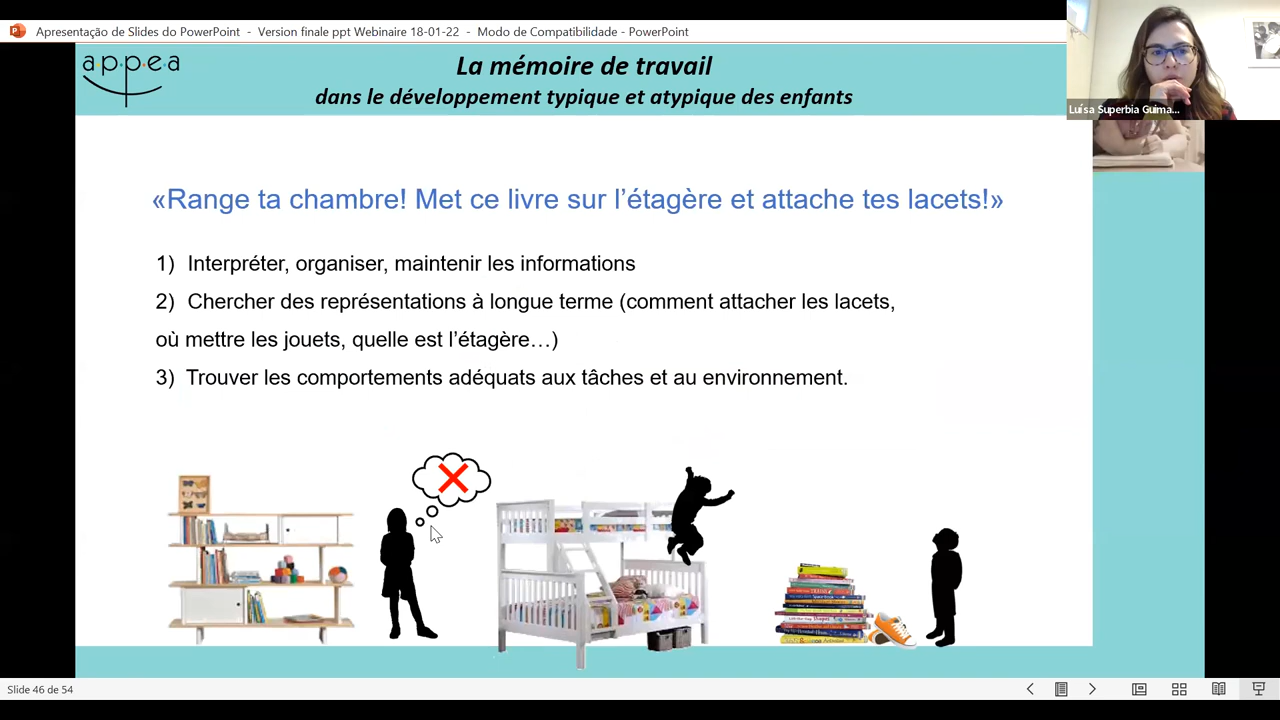 Apresentação de Slides do PowerPoint - Version finale ppt Webinaire 18-01-22 - Modo de Compatibilidade - PowerPoint
appea
La mémoire de travail
dans le développement typique et atypique des enfants
Luísa Superbia Guima...
«Range ta chambre! Met ce livre sur l’étagère et attache tes lacets!»
1) Interpréter, organiser, maintenir les informations
2) Chercher des représentations à longue terme (comment attacher les lacets,
où mettre les jouets, quelle est l’étagère…)
3) Trouver les comportements adéquats aux tâches et au environnement.
Slide 46 de 54